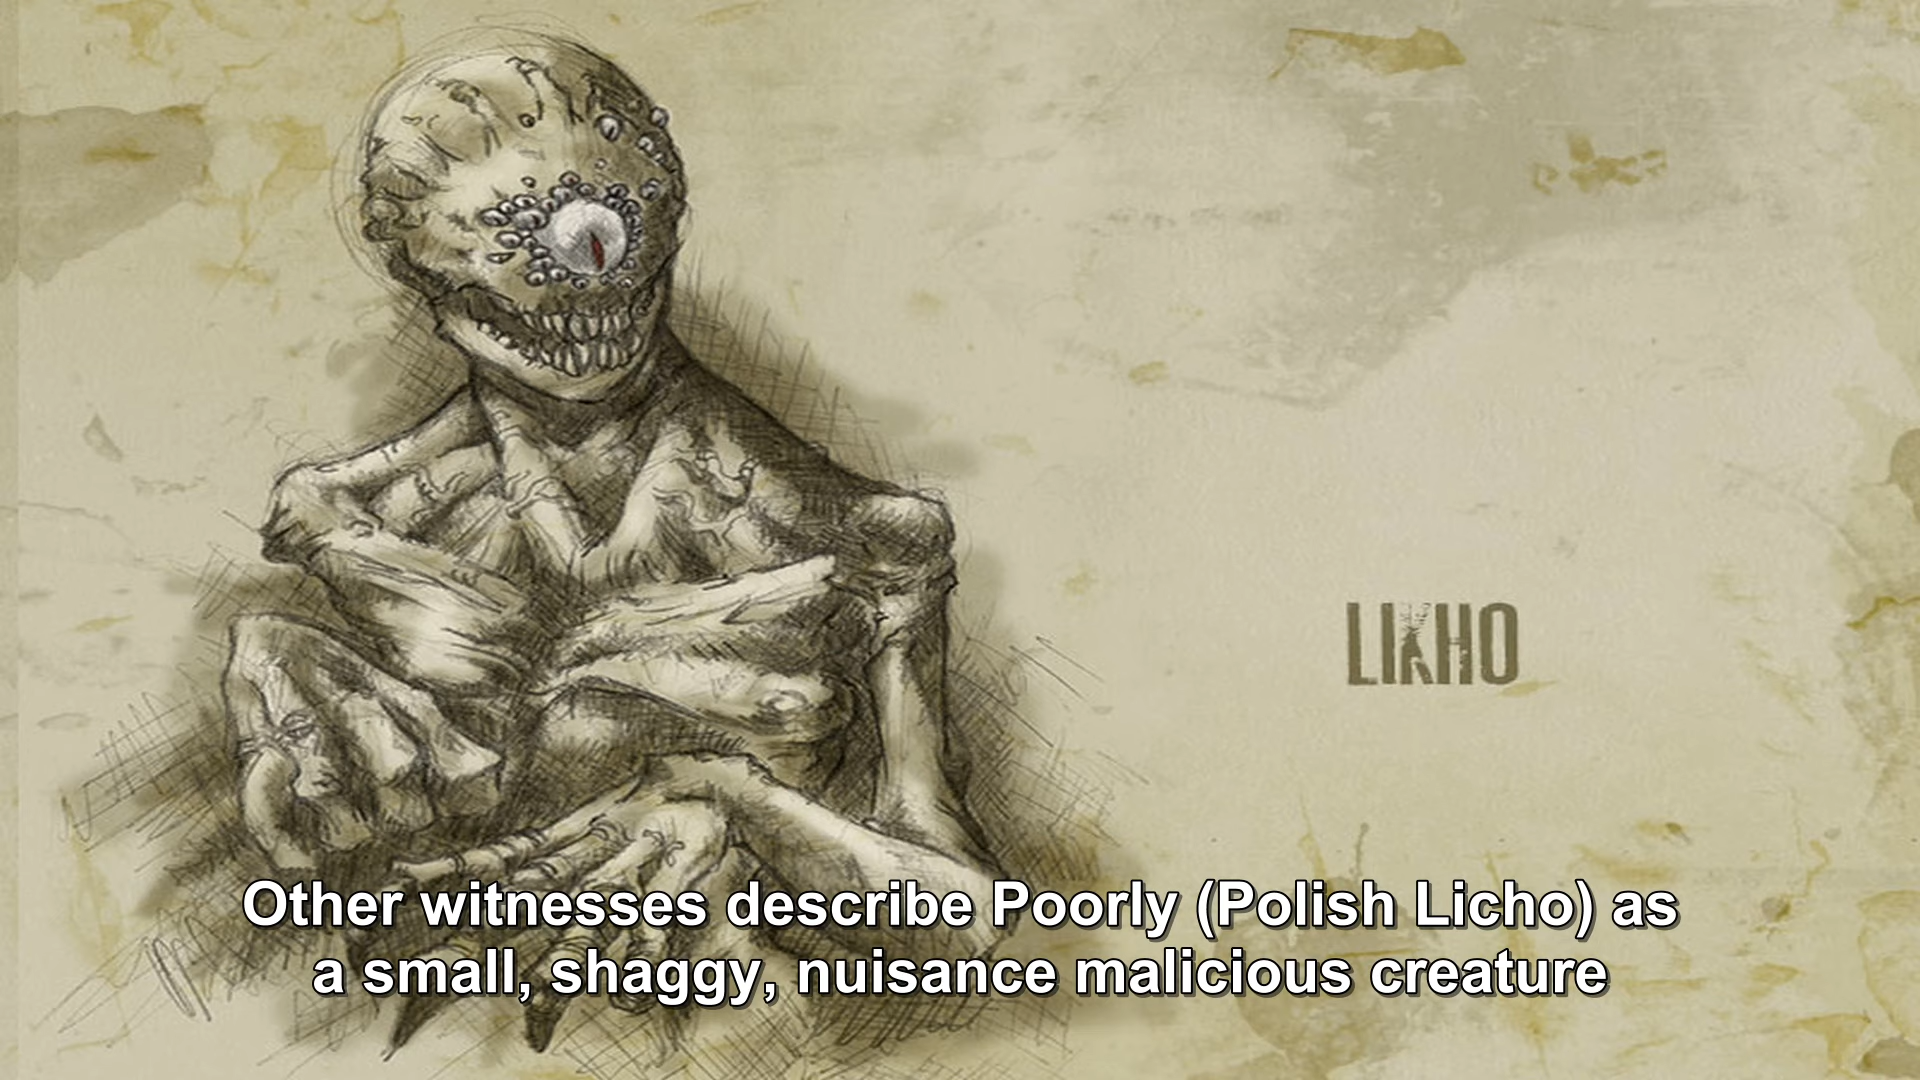 LIKHO
Other witnesses describe Poorly (Polish Licho) as
a small, shaggy, nuisance malicious creature